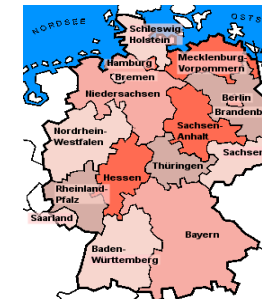 NORDSEE
OSTS
Schleswig-
Holstein
Hamburg
Mecklenburg-
Vorpommern
Bremen
Niedersachsen
Berlin
Brandenb
Sachsen-
Anhalt
Nordrhein-
Westfalen
Sachsen
Thüringen
Hessen
Rheinland-
Pfalz
Saarland
Bayern
Baden-
Württemberg